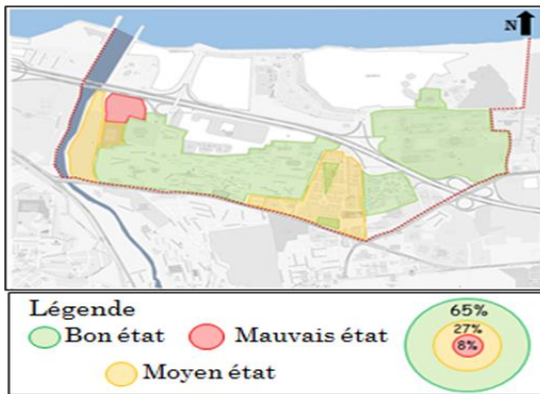 N
Légende
Bon état
Mauvais état
Moyen état
65%
27%
8%